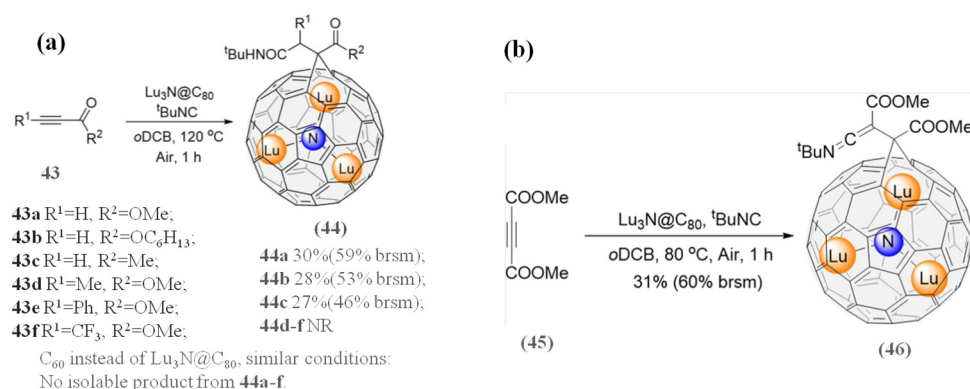 (a)
R¹
O
ᵗBuHNOC
R²
Lu₃N@C₈₀
ᵗBuNC
oDCB, 120 °C
Air, 1 h
R¹
O
R²
43
Lu
N
Lu
Lu
(44)
43a R¹=H, R²=OMe;
43b R¹=H, R²=OC₆H₁₃;
43c R¹=H, R²=Me;
43d R¹=Me, R²=OMe;
43e R¹=Ph, R²=OMe;
43f R¹=CF₃, R²=OMe;
44a 30%(59% brsm);
44b 28%(53% brsm);
44c 27%(46% brsm);
44d-f NR
C₆₀ instead of Lu₃N@C₈₀, similar conditions:
No isolable product from 44a-f.
(b)
COOMe
COOMe
(45)
Lu₃N@C₈₀, ᵗBuNC
oDCB, 80 °C, Air, 1 h
31% (60% brsm)
COOMe
COOMe
ᵗBuN
Lu
N
Lu
Lu
(46)